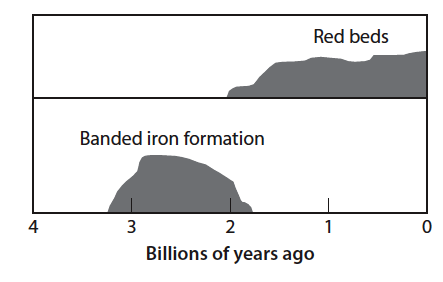 Red beds
Banded iron formation
4 3 2 1 0
Billions of years ago